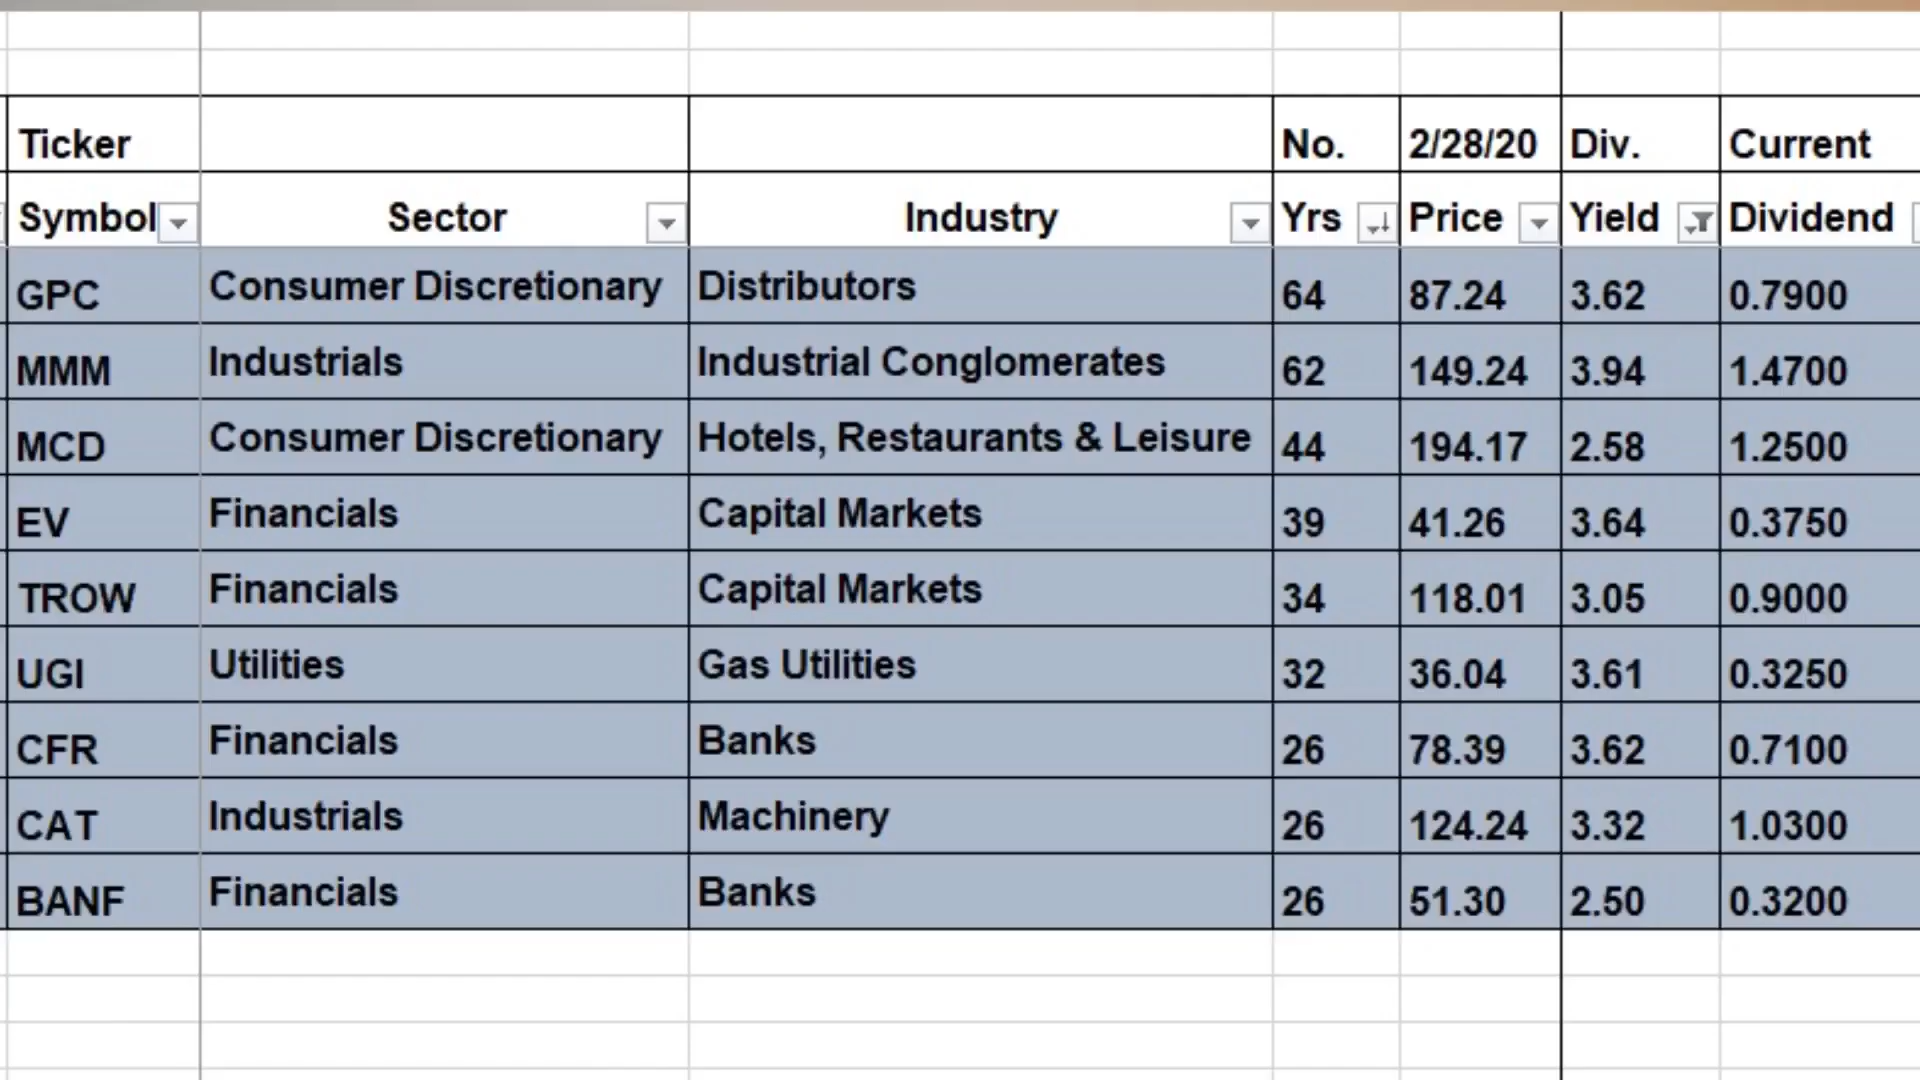 Ticker No. 2/28/20 Div. Current
Symbol Sector Industry Yrs Price Yield Dividend
GPC Consumer Discretionary Distributors 64 87.24 3.62 0.7900
MMM Industrials Industrial Conglomerates 62 149.24 3.94 1.4700
MCD Consumer Discretionary Hotels, Restaurants & Leisure 44 194.17 2.58 1.2500
EV Financials Capital Markets 39 41.26 3.64 0.3750
TROW Financials Capital Markets 34 118.01 3.05 0.9000
UGI Utilities Gas Utilities 32 36.04 3.61 0.3250
CFR Financials Banks 26 78.39 3.62 0.7100
CAT Industrials Machinery 26 124.24 3.32 1.0300
BANF Financials Banks 26 51.30 2.50 0.3200